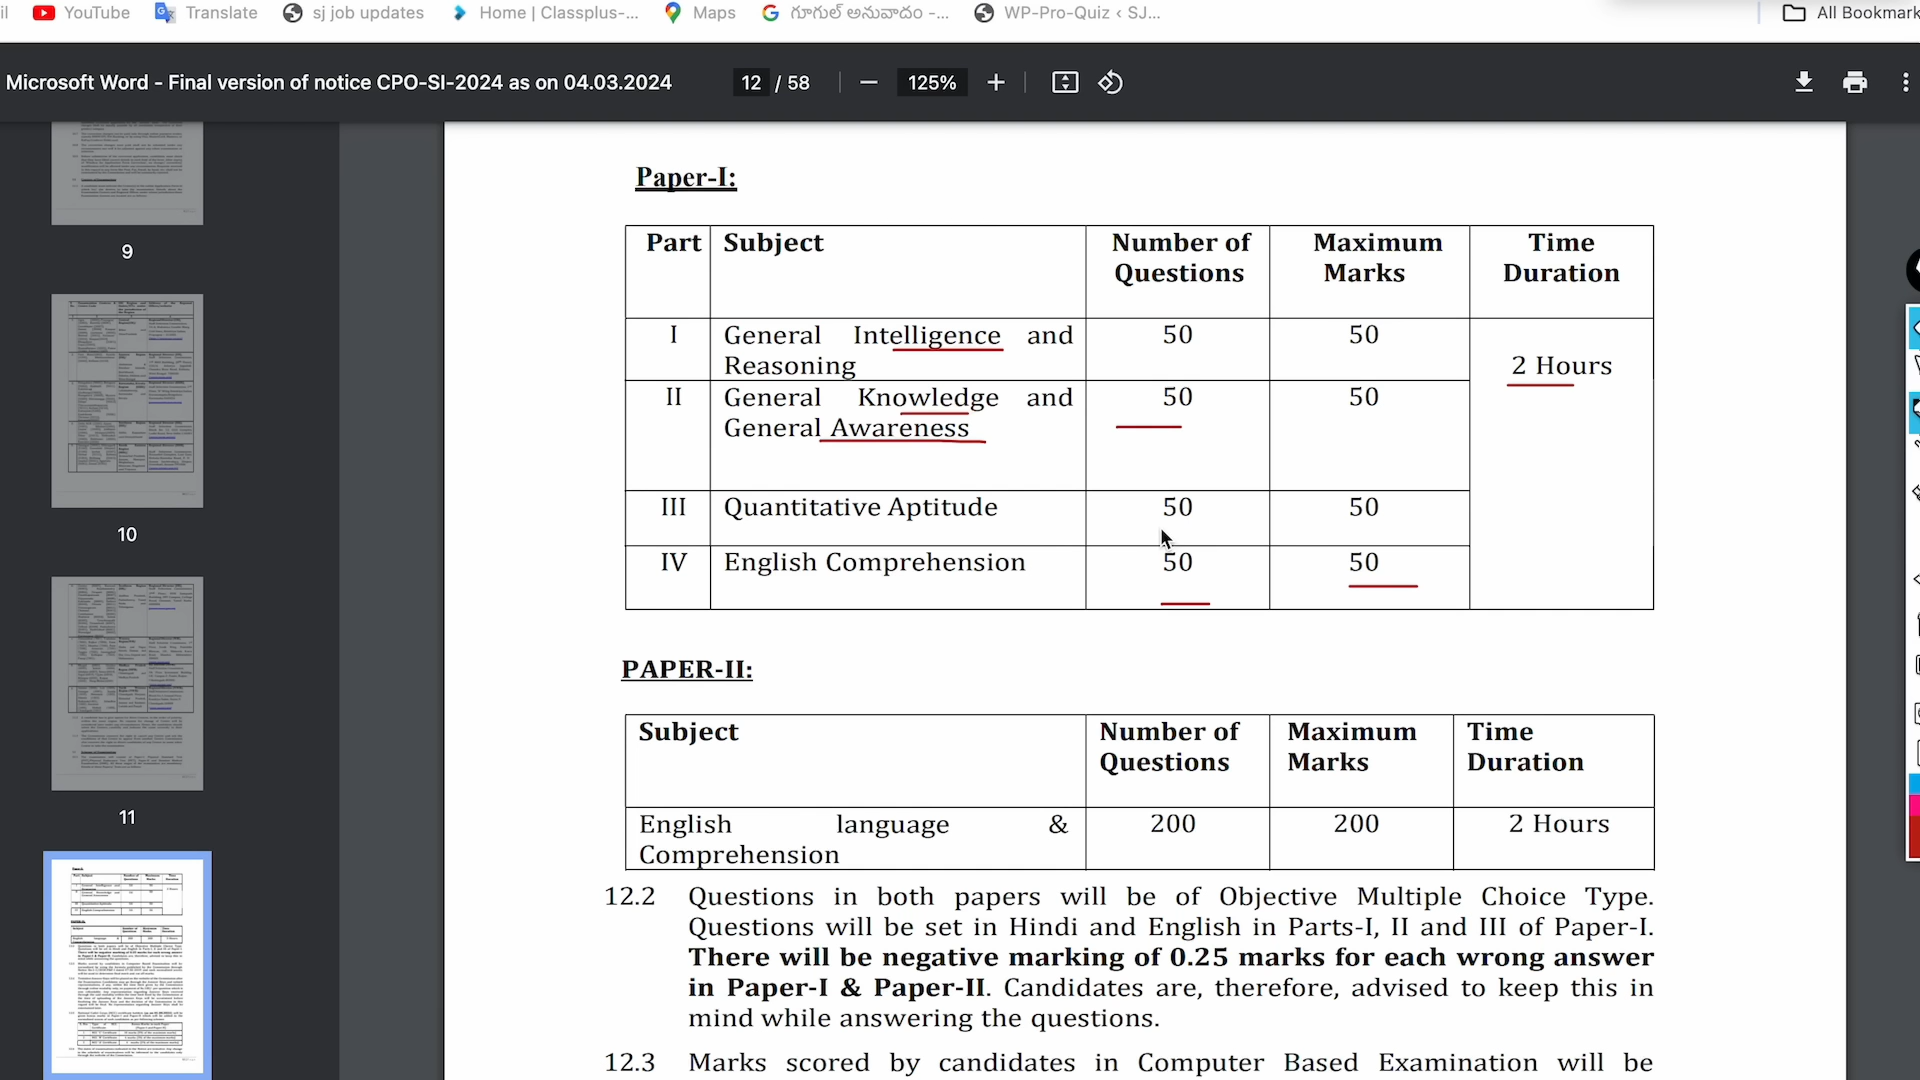 il YouTube Translate sj job updates Home | Classplus-... Maps గూగుల్ అనువాదం -... WP-Pro-Quiz ‹ SJ... All Bookmark
Microsoft Word - Final version of notice CPO-SI-2024 as on 04.03.2024 12 / 58 125%
9
10
11
Paper-I:
Part Subject Number of Questions Maximum Marks Time Duration
I General Intelligence and Reasoning 50 50 2 Hours
II General Knowledge and General Awareness 50 50
III Quantitative Aptitude 50 50
IV English Comprehension 50 50
PAPER-II:
Subject Number of Questions Maximum Marks Time Duration
English language & Comprehension 200 200 2 Hours
12.2 Questions in both papers will be of Objective Multiple Choice Type.
Questions will be set in Hindi and English in Parts-I, II and III of Paper-I.
There will be negative marking of 0.25 marks for each wrong answer
in Paper-I & Paper-II. Candidates are, therefore, advised to keep this in
mind while answering the questions.
12.3 Marks scored by candidates in Computer Based Examination will be